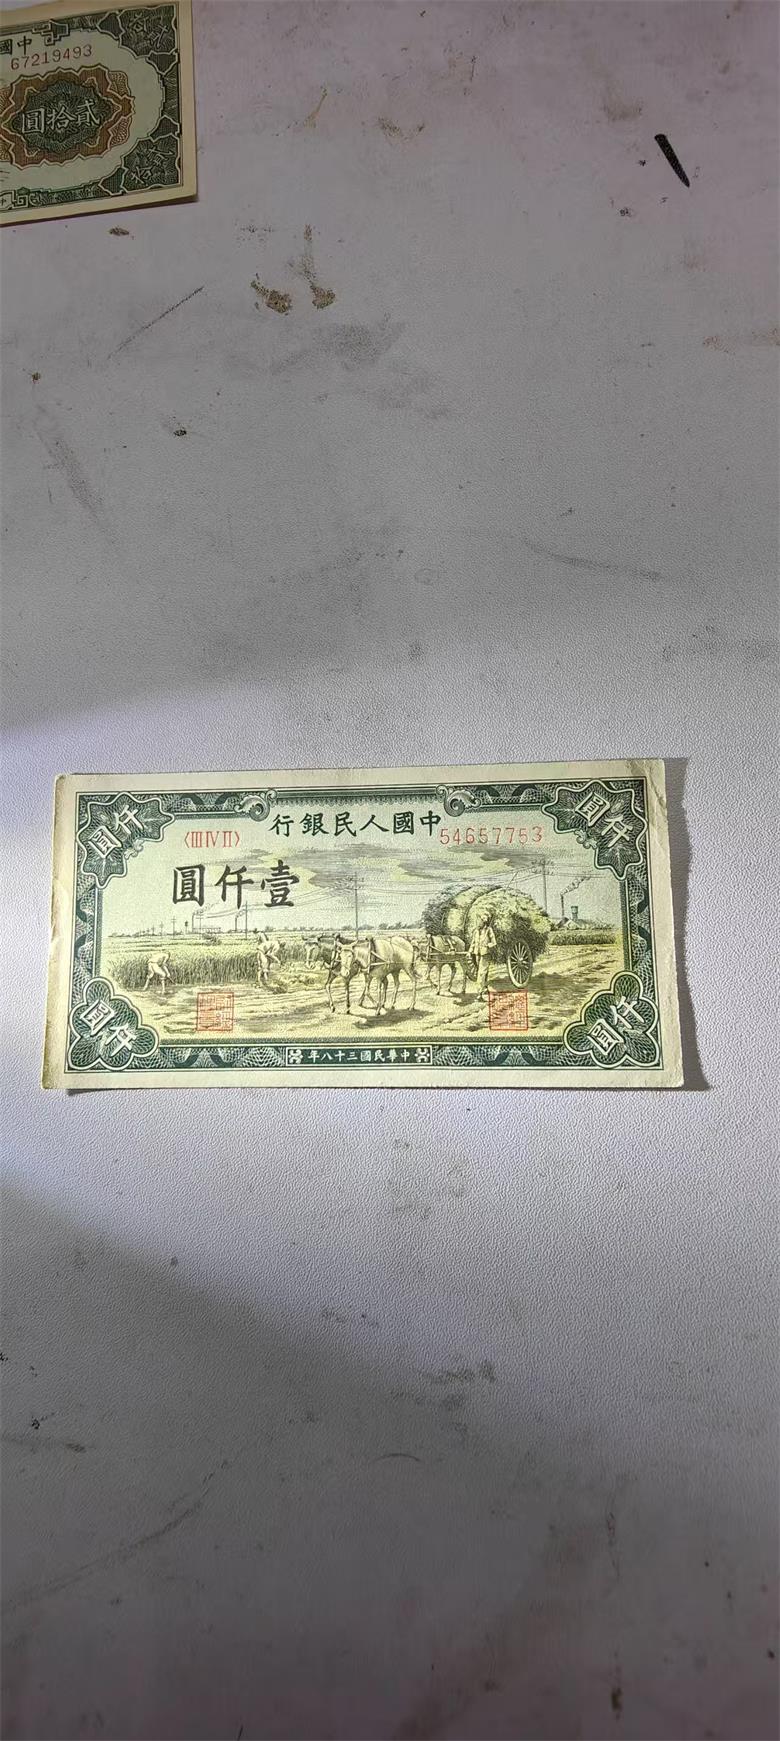 國中
67219493
圓拾貳
行銀民人國中
〈ⅢⅣⅡ〉
54657753
圓仟壹
圓仟
圓仟
圓仟
圓仟
年八十三國民華中